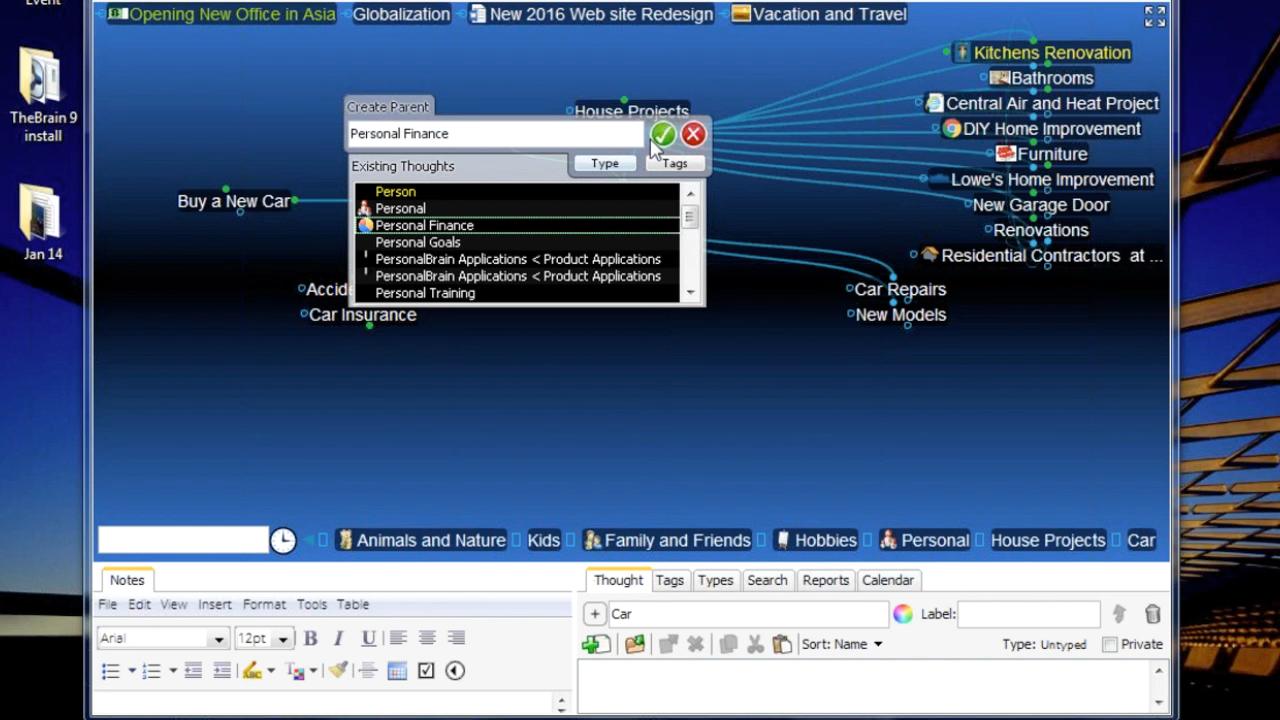 Event
TheBrain 9
install
Jan 14
Opening New Office in Asia
Globalization
New 2016 Web site Redesign
Vacation and Travel
Kitchens Renovation
Bathrooms
Central Air and Heat Project
DIY Home Improvement
Furniture
Lowe's Home Improvement
New Garage Door
Renovations
Residential Contractors at ...
House Projects
Create Parent
Personal Finance
Type
Tags
Existing Thoughts
Person
Personal
Personal Finance
Personal Goals
PersonalBrain Applications < Product Applications
PersonalBrain Applications < Product Applications
Personal Training
Buy a New Car
Car Insurance
Car Repairs
New Models
Animals and Nature
Kids
Family and Friends
Hobbies
Personal
House Projects
Car
Notes
File Edit View Insert Format Tools Table
Arial
12pt
B I U
Thought Tags Types Search Reports Calendar
+ Car
Label:
Sort: Name
Type: Untyped
Private